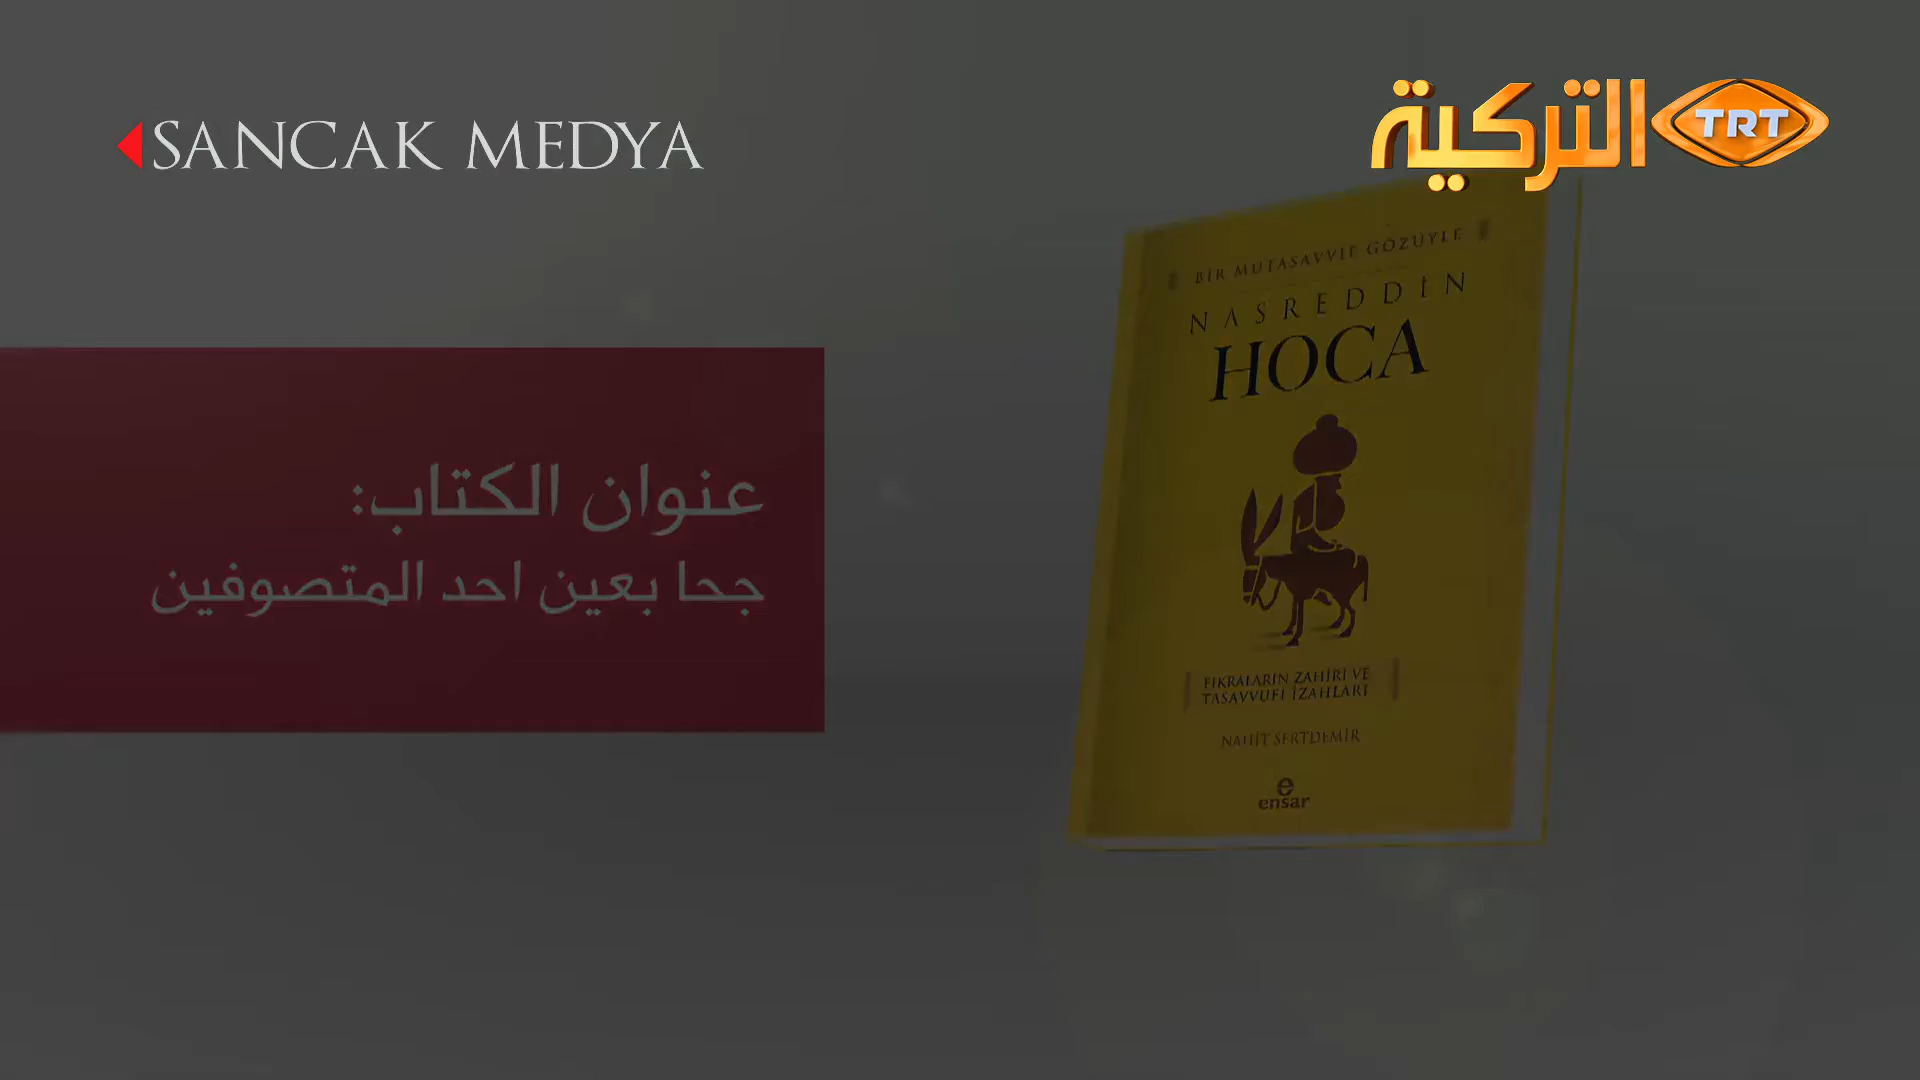 SANCAK MEDYA
التركية TRT
عنوان الكتاب:
جحا بعين احد المتصوفين
BİR MUTASAVVIF GÖZÜYLE
NASREDDİN
HOCA
FIKRALARIN ZAHİRİ VE
TASAVVUFİ İZAHLARI
NAHİT SERTDEMİR
e
ensar